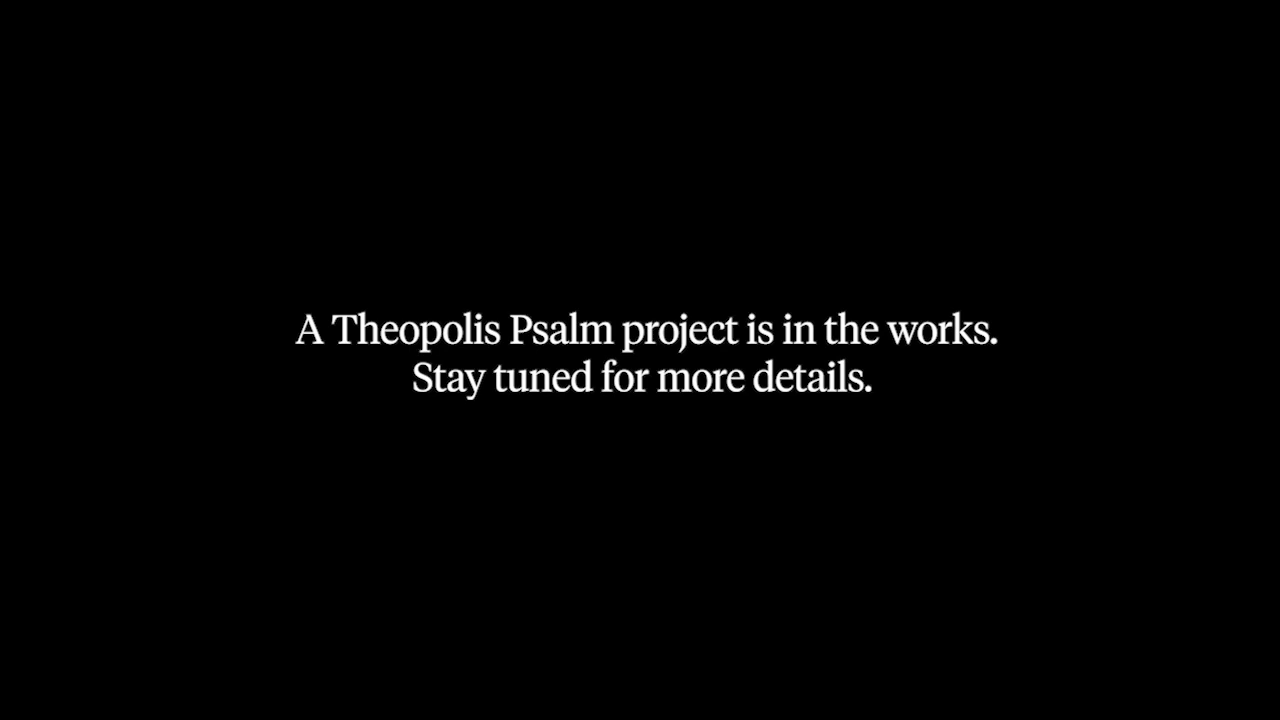 A Theopolis Psalm project is in the works.
Stay tuned for more details.